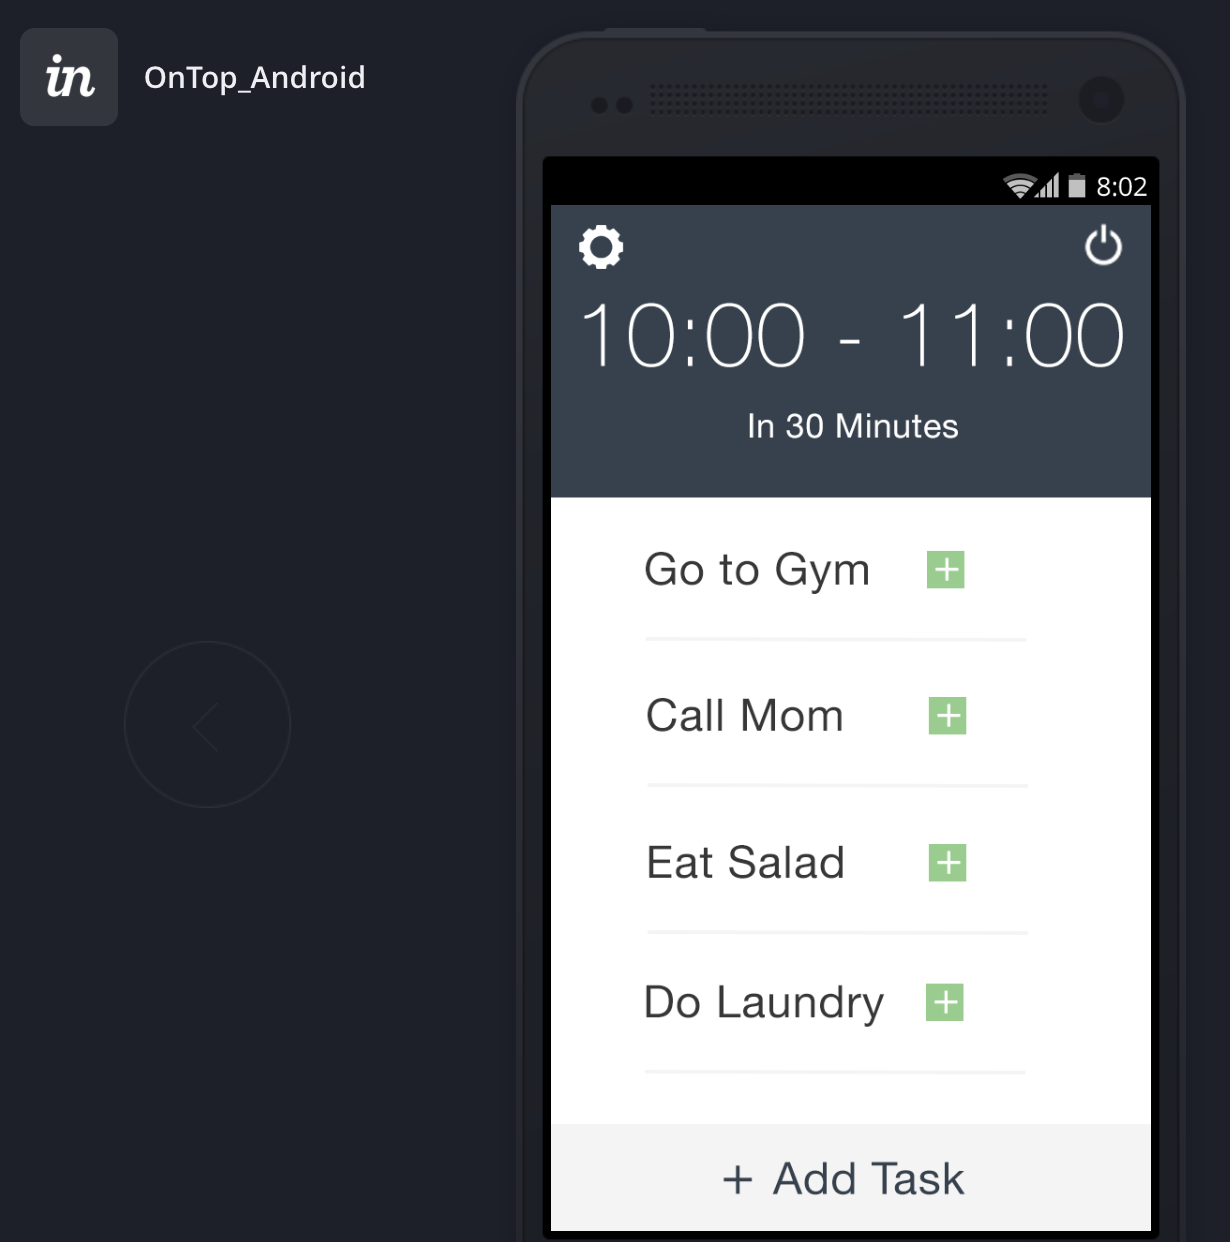 in
OnTop_Android
8:02
10:00 - 11:00
In 30 Minutes
Go to Gym
Call Mom
Eat Salad
Do Laundry
+ Add Task